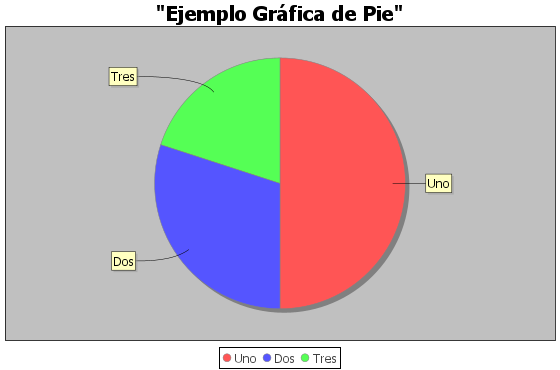 "Ejemplo Gráfica de Pie"
Tres
Uno
Dos
Uno Dos Tres